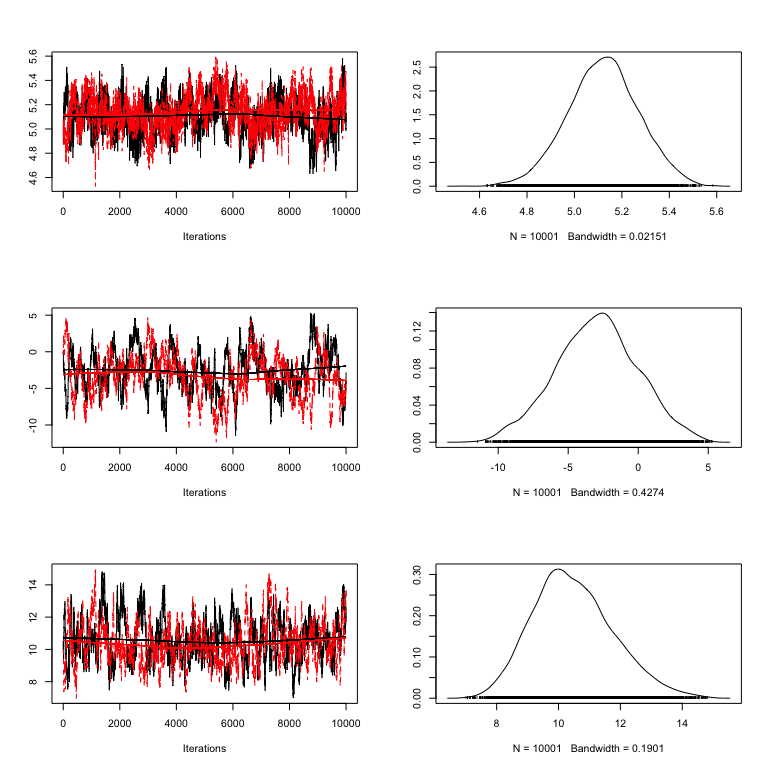 4.6 4.8 5.0 5.2 5.4 5.6
0 2000 4000 6000 8000 10000
Iterations
0.0 0.5 1.0 1.5 2.0 2.5
4.6 4.8 5.0 5.2 5.4 5.6
N = 10001 Bandwidth = 0.02151
-10 -5 0 5
0 2000 4000 6000 8000 10000
Iterations
0.00 0.04 0.08 0.12
-10 -5 0 5
N = 10001 Bandwidth = 0.4274
8 10 12 14
0 2000 4000 6000 8000 10000
Iterations
0.00 0.10 0.20 0.30
8 10 12 14
N = 10001 Bandwidth = 0.1901